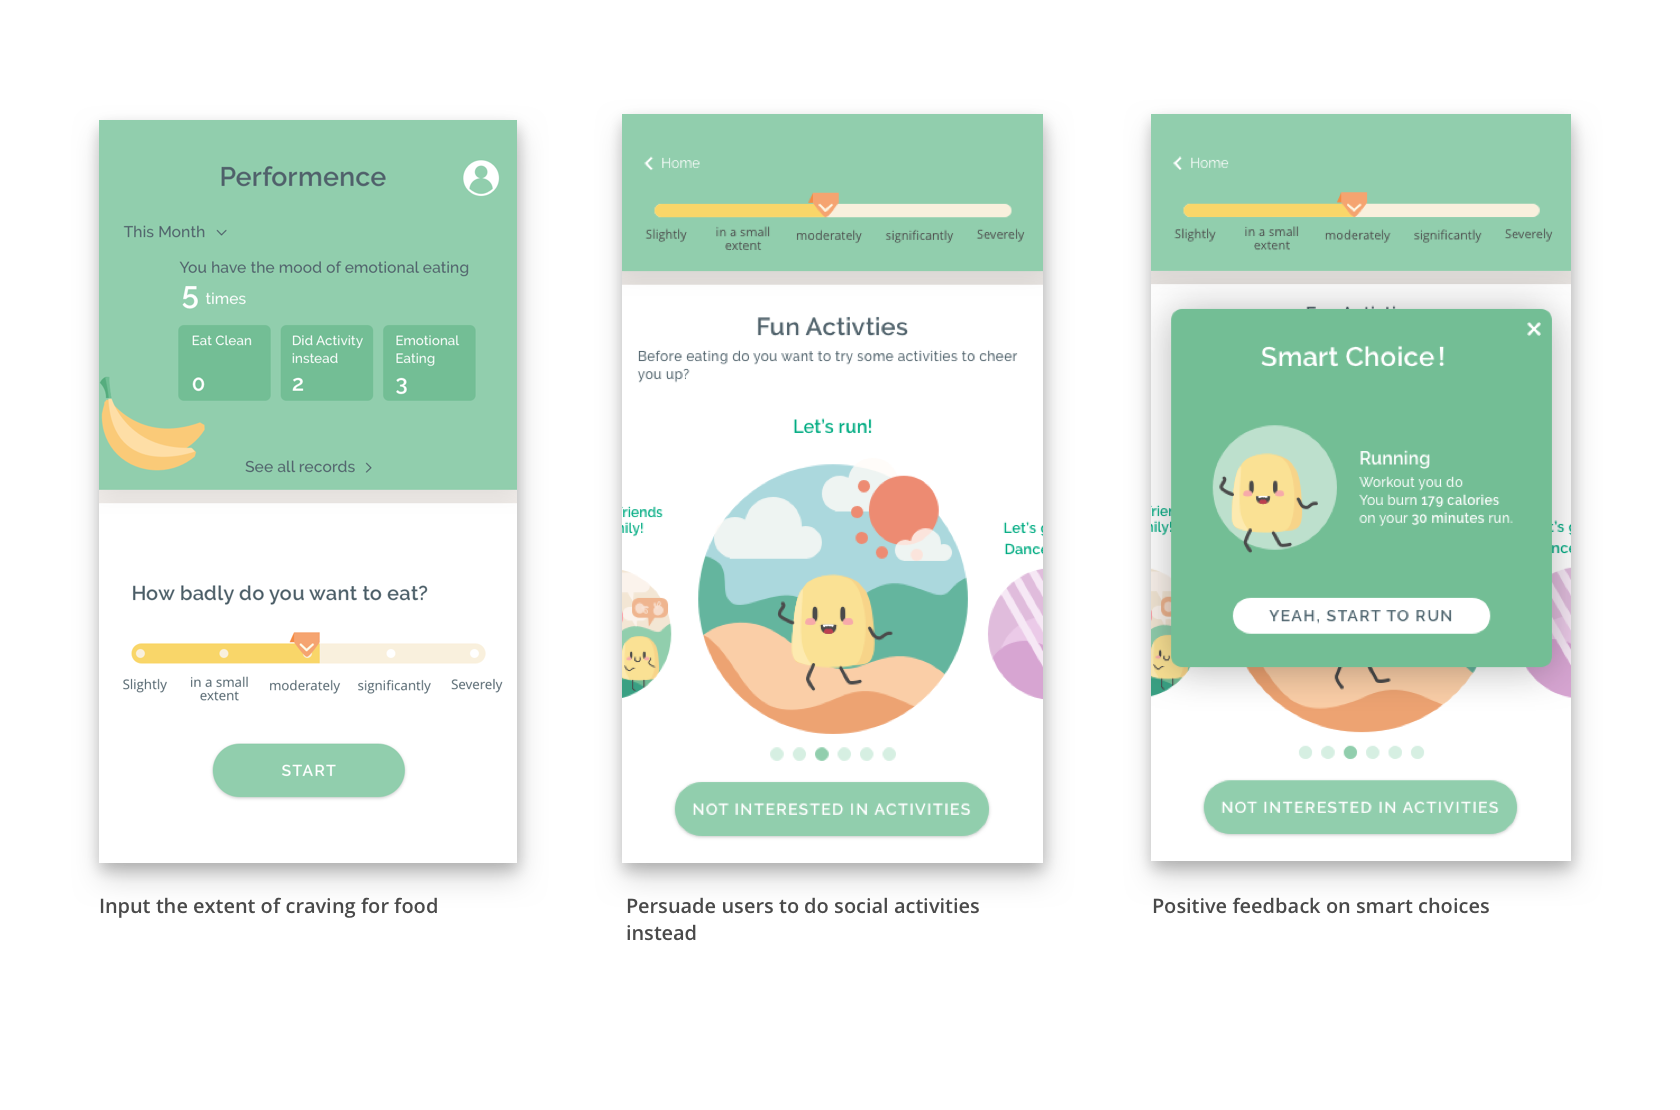 Performence
This Month
You have the mood of emotional eating
5 times
Eat Clean
0
Did Activity
instead
2
Emotional
Eating
3
See all records
How badly do you want to eat?
Slightly
in a small
extent
moderately
significantly
Severely
START
Input the extent of craving for food
Home
Slightly
in a small
extent
moderately
significantly
Severely
Fun Activties
Before eating do you want to try some activities to cheer
you up?
Let's run!
Let's
Dance
NOT INTERESTED IN ACTIVITIES
Persuade users to do social activities
instead
Home
Slightly
in a small
extent
moderately
significantly
Severely
Smart Choice!
Running
Workout you do
You burn 179 calories
on your 30 minutes run.
YEAH, START TO RUN
NOT INTERESTED IN ACTIVITIES
Positive feedback on smart choices